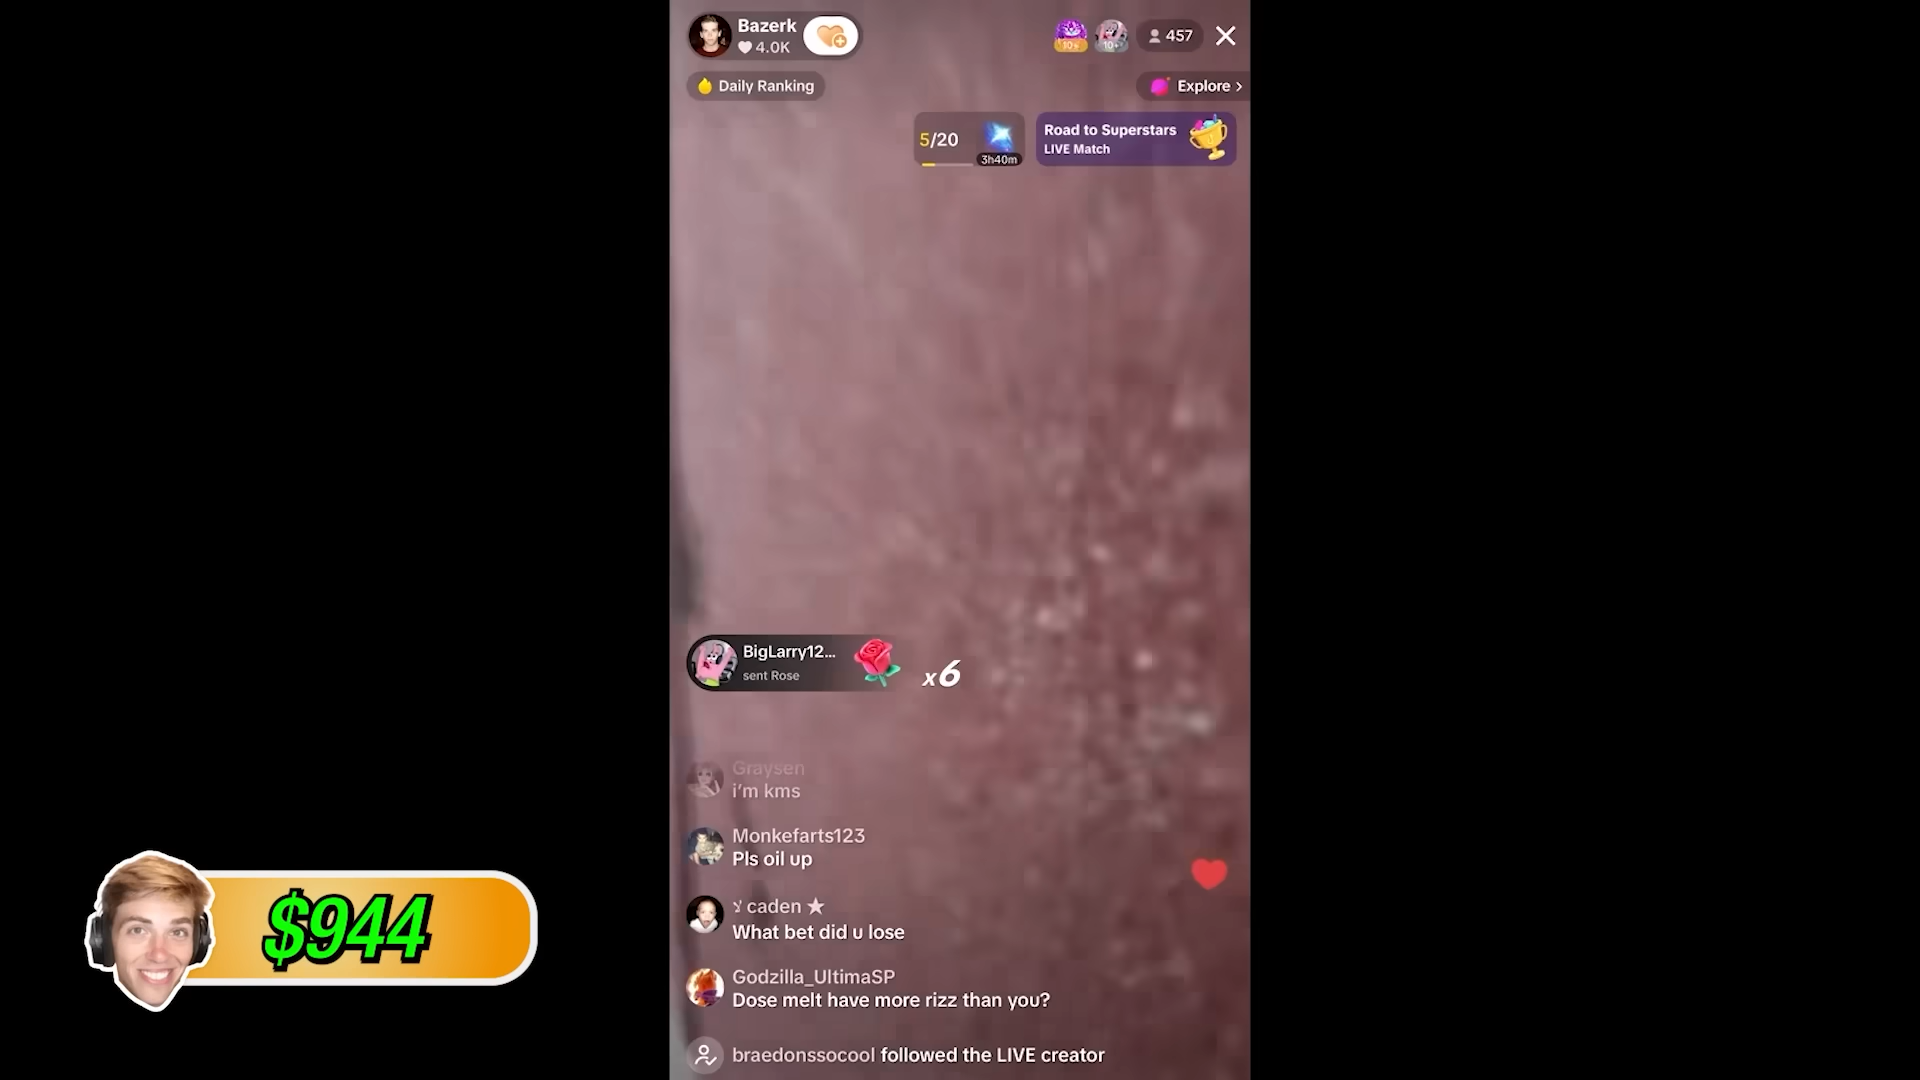 Bazerk
4.0K
10+
10+
457
Daily Ranking
Explore
5/20
3h40m
Road to Superstars
LIVE Match
BigLarry12...
sent Rose
x6
Graysen
i'm kms
Monkefarts123
Pls oil up
caden ★
What bet did u lose
Godzilla_UltimaSP
Dose melt have more rizz than you?
braedonssocool followed the LIVE creator
$944